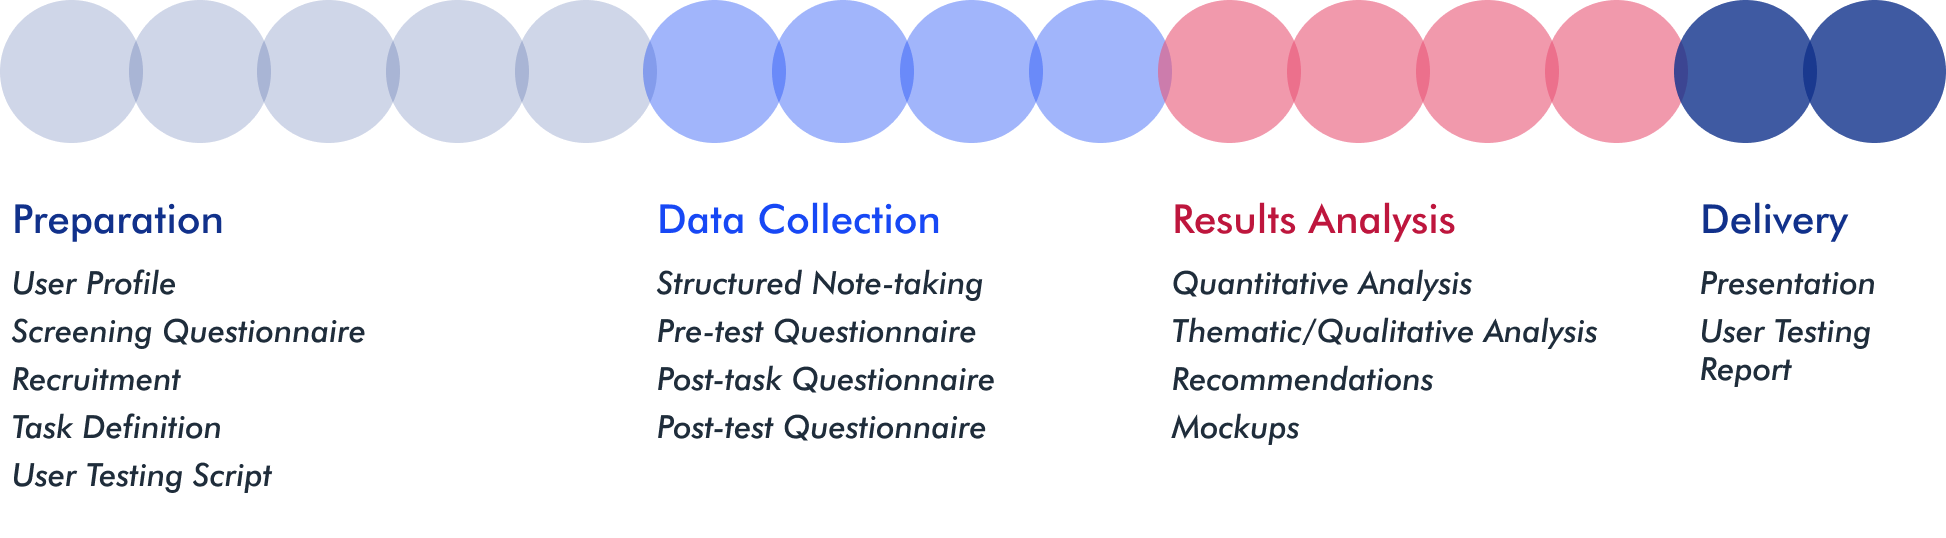 Preparation
User Profile
Screening Questionnaire
Recruitment
Task Definition
User Testing Script
Data Collection
Structured Note-taking
Pre-test Questionnaire
Post-task Questionnaire
Post-test Questionnaire
Results Analysis
Quantitative Analysis
Thematic/Qualitative Analysis
Recommendations
Mockups
Delivery
Presentation
User Testing
Report